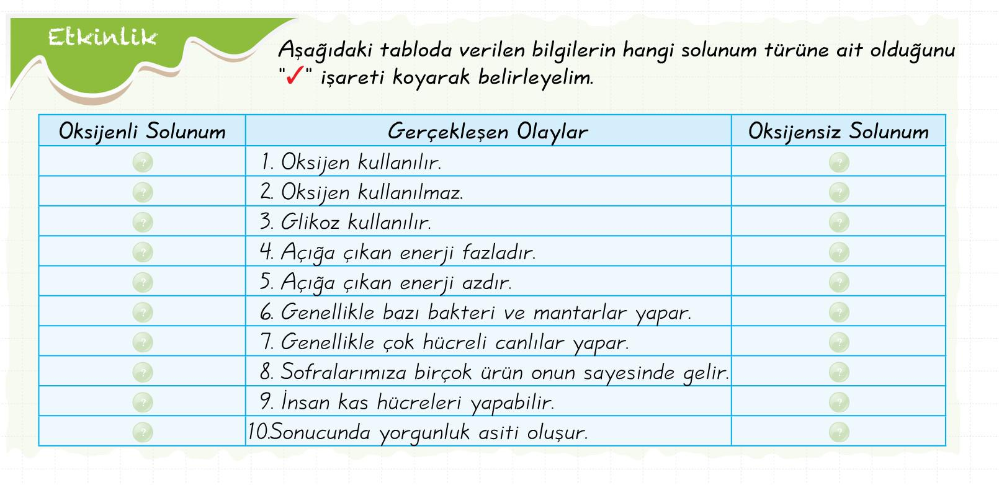 Etkinlik
Aşağıdaki tabloda verilen bilgilerin hangi solunum türüne ait olduğunu
"✓" işareti koyarak belirleyelim.
Oksijenli Solunum Gerçekleşen Olaylar Oksijensiz Solunum
? 1. Oksijen kullanılır. ?
? 2. Oksijen kullanılmaz. ?
? 3. Glikoz kullanılır. ?
? 4. Açığa çıkan enerji fazladır. ?
? 5. Açığa çıkan enerji azdır. ?
? 6. Genellikle bazı bakteri ve mantarlar yapar. ?
? 7. Genellikle çok hücreli canlılar yapar. ?
? 8. Sofralarımıza birçok ürün onun sayesinde gelir. ?
? 9. İnsan kas hücreleri yapabilir. ?
? 10.Sonucunda yorgunluk asiti oluşur. ?